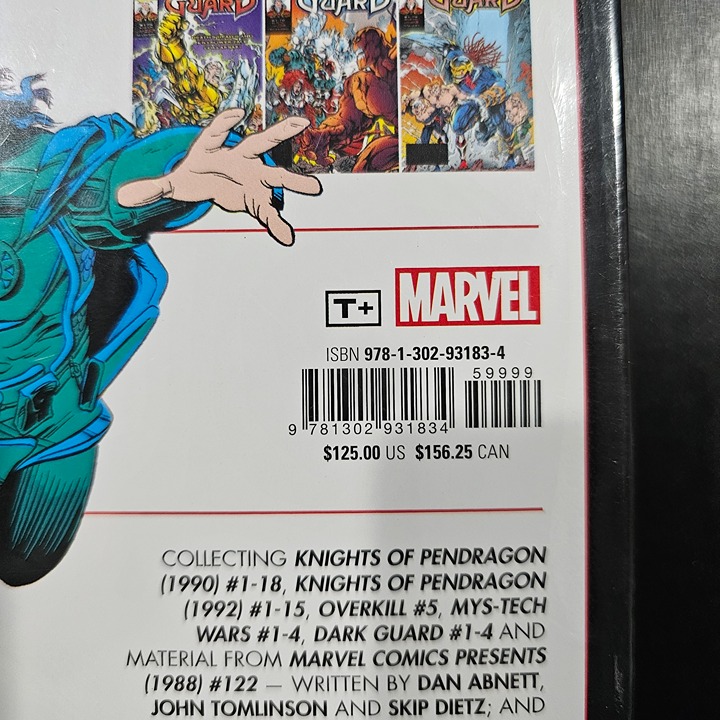 GUARD GUARD GUARD
T+ MARVEL
ISBN 978-1-302-93183-4
59999
9 781302 931834
$125.00 US $156.25 CAN
COLLECTING KNIGHTS OF PENDRAGON
(1990) #1-18, KNIGHTS OF PENDRAGON
(1992) #1-15, OVERKILL #5, MYS-TECH
WARS #1-4, DARK GUARD #1-4 AND
MATERIAL FROM MARVEL COMICS PRESENTS
(1988) #122 — WRITTEN BY DAN ABNETT,
JOHN TOMLINSON AND SKIP DIETZ; AND